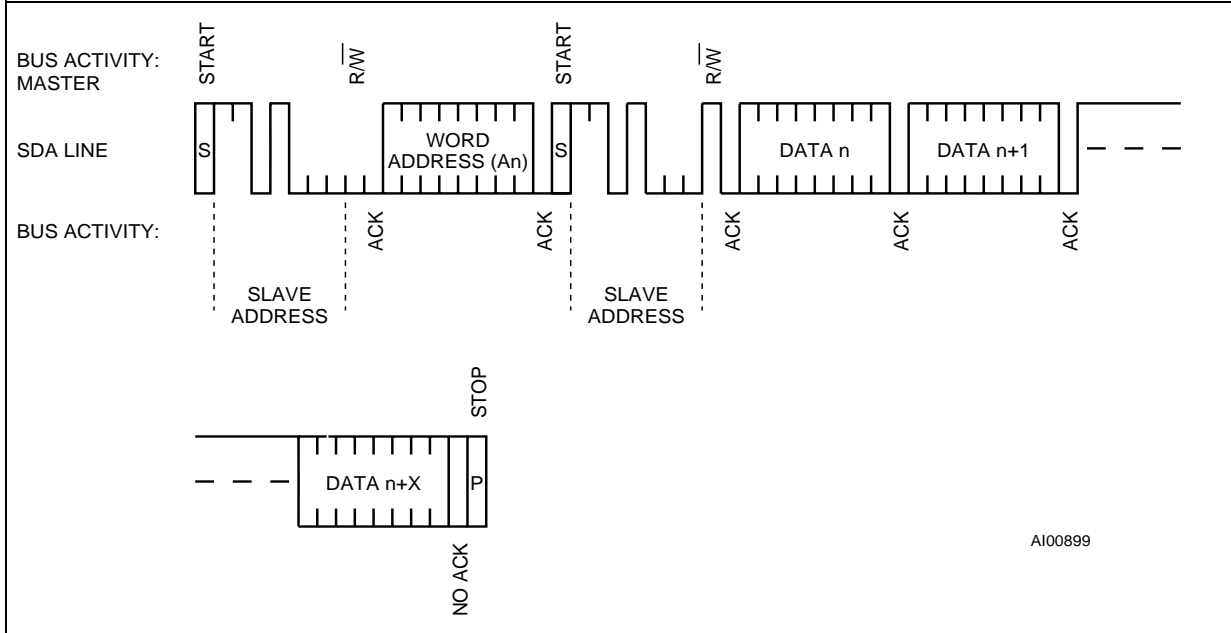 START
R/W
START
R/W
BUS ACTIVITY:
MASTER
SDA LINE
S
WORD
ADDRESS (An)
S
DATA n
DATA n+1
BUS ACTIVITY:
ACK
ACK
ACK
ACK
ACK
SLAVE
ADDRESS
SLAVE
ADDRESS
STOP
DATA n+X
P
NO ACK
AI00899